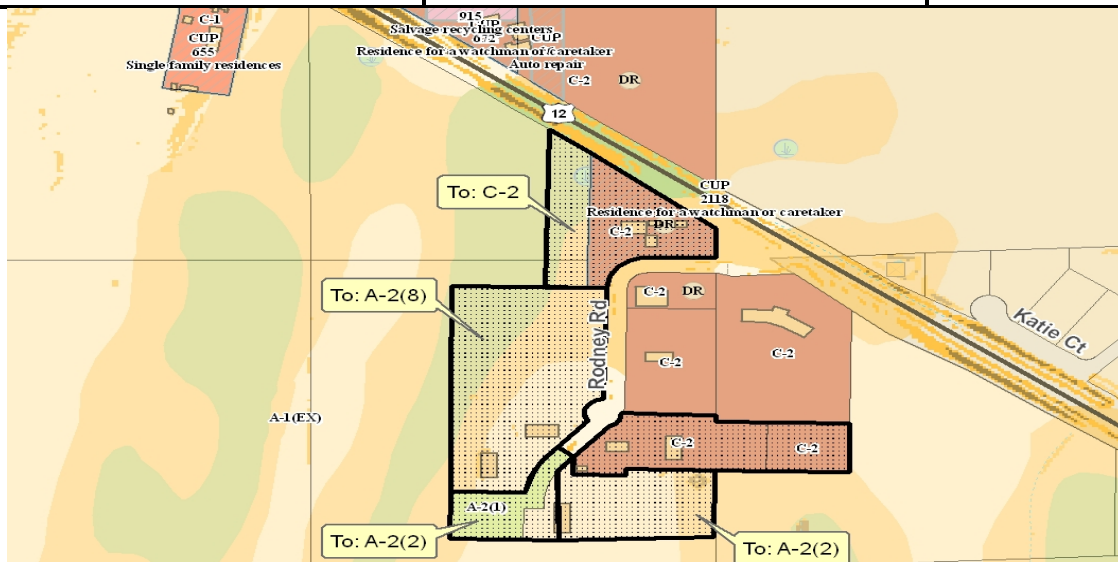 C-1
CUP
655
Single family residences
915
CUP
Salvage recycling centers
672
CUP
Residence for a watchman or caretaker
Auto repair
C-2
DR
12
To: C-2
CUP
2118
Residence for a watchman or caretaker
C-2
DR
To: A-2(8)
C-2
DR
Rodney Rd
Katie Ct
C-2
C-2
A-1(EX)
C-2
C-2
A-2(1)
To: A-2(2)
To: A-2(2)